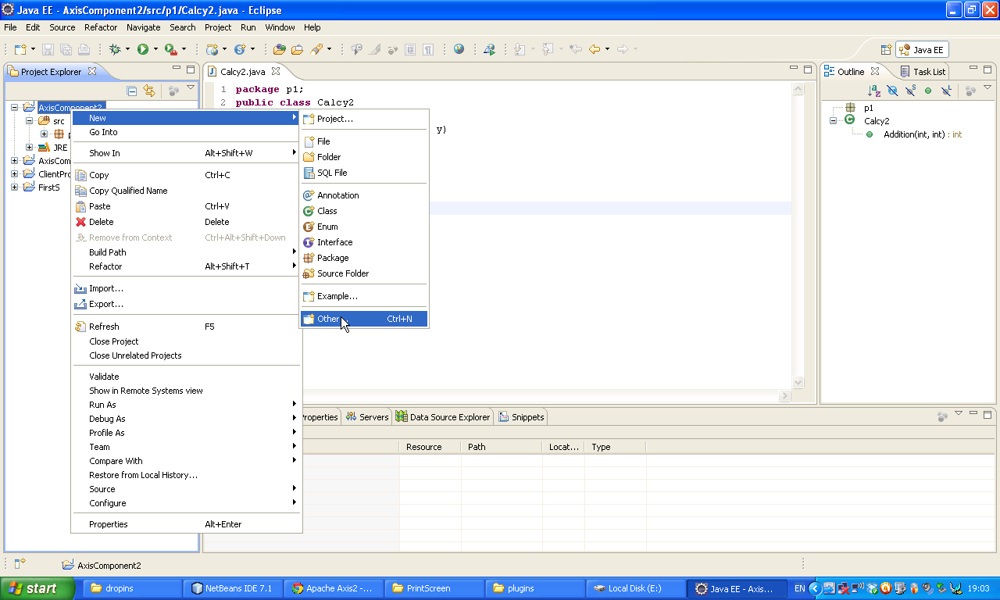 Java EE - AxisComponent2/src/p1/Calcy2.java - Eclipse
File Edit Source Refactor Navigate Search Project Run Window Help
Java EE
Project Explorer
Calcy2.java
Outline
Task List
AxisComponent2
src
JRE
AxisCom
ClientPro
FirstS
1 package p1;
2 public class Calcy2
y)
p1
Calcy2
Addition(int, int) : int
New
Go Into
Show In Alt+Shift+W
Copy Ctrl+C
Copy Qualified Name
Paste Ctrl+V
Delete Delete
Remove from Context Ctrl+Alt+Shift+Down
Build Path
Refactor Alt+Shift+T
Import...
Export...
Refresh F5
Close Project
Close Unrelated Projects
Validate
Show in Remote Systems view
Run As
Debug As
Profile As
Team
Compare With
Restore from Local History...
Source
Configure
Properties Alt+Enter
Project...
File
Folder
SQL File
Annotation
Class
Enum
Interface
Package
Source Folder
Example...
Other Ctrl+N
roperties
Servers
Data Source Explorer
Snippets
Resource Path Locat... Type
AxisComponent2
start
dropins
NetBeans IDE 7.1
Apache Axis2 -...
PrintScreen
plugins
Local Disk (E:)
Java EE - Axis...
EN
19:03